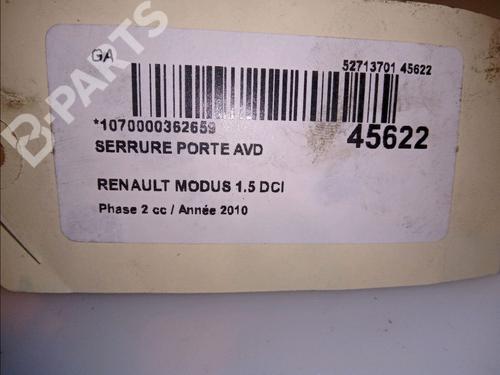 GA
52713701 45622
*1070000362659
45622
SERRURE PORTE AVD
RENAULT MODUS 1.5 DCI
Phase 2 cc / Année 2010
B-PARTS